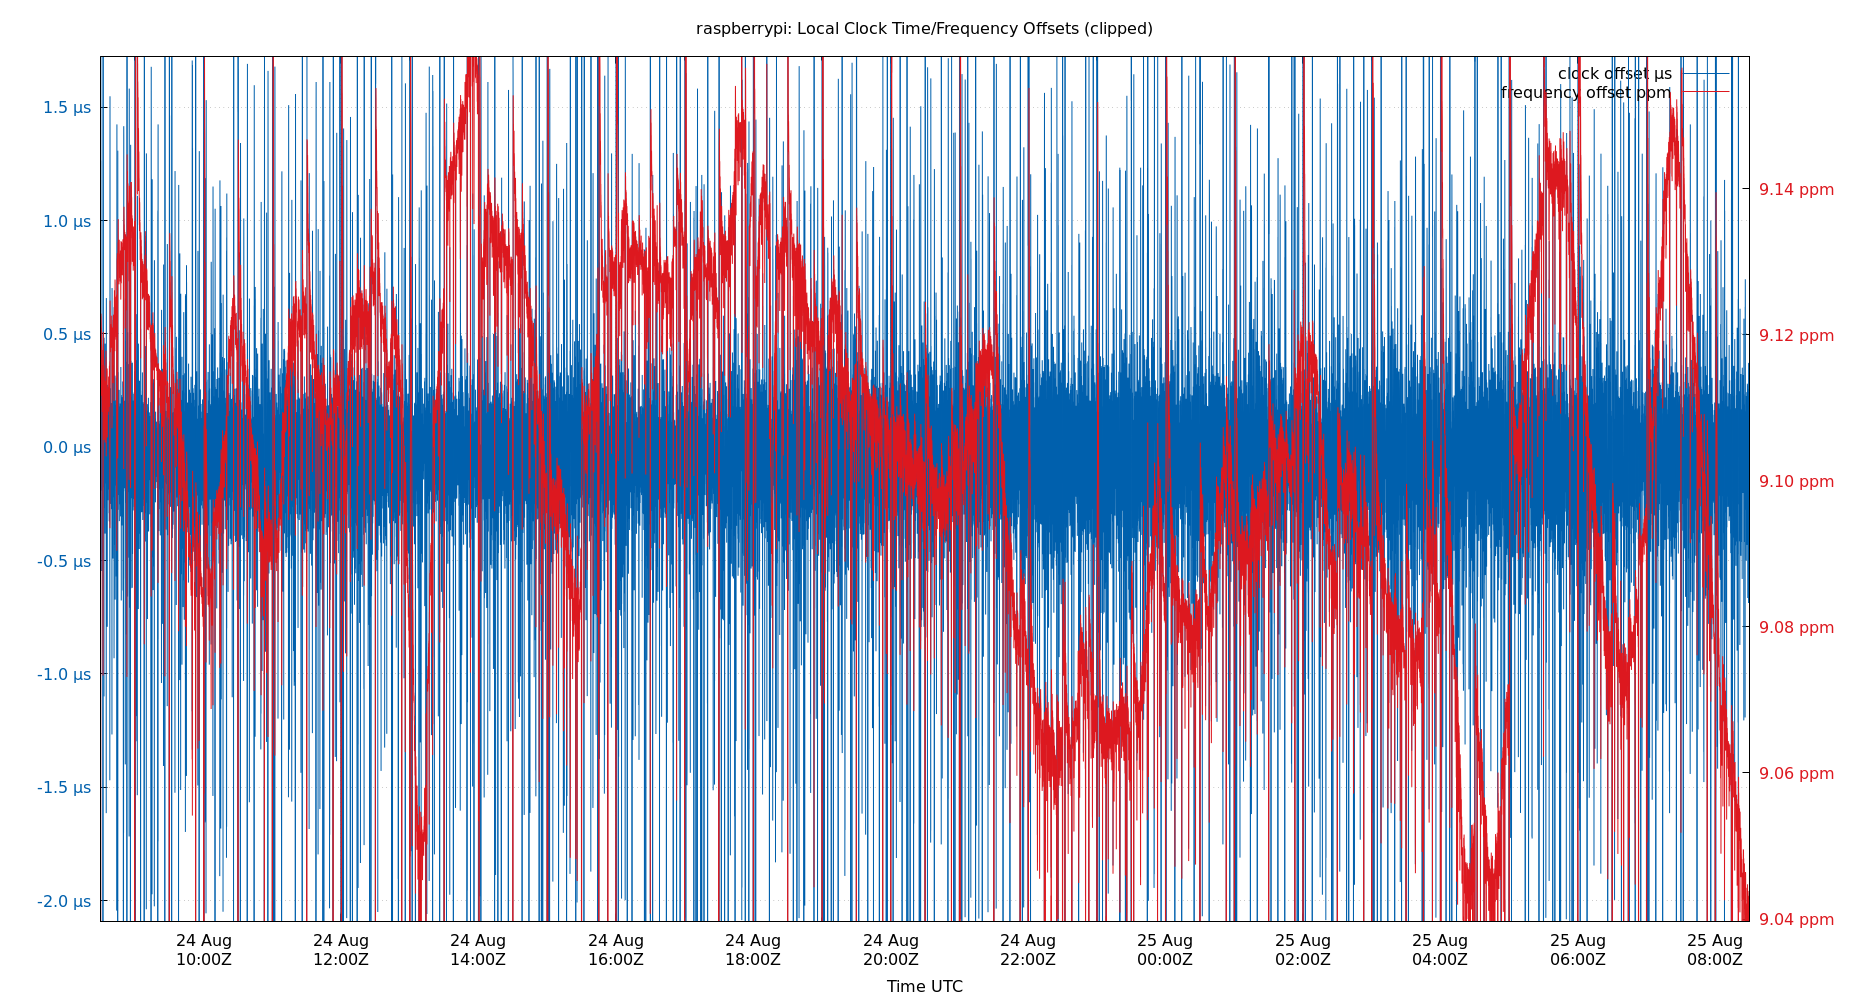 raspberrypi: Local Clock Time/Frequency Offsets (clipped)
clock offset µs
frequency offset ppm
1.5 µs
1.0 µs
0.5 µs
0.0 µs
-0.5 µs
-1.0 µs
-1.5 µs
-2.0 µs
9.14 ppm
9.12 ppm
9.10 ppm
9.08 ppm
9.06 ppm
9.04 ppm
24 Aug 24 Aug 24 Aug 24 Aug 24 Aug 24 Aug 24 Aug 25 Aug 25 Aug 25 Aug 25 Aug 25 Aug
10:00Z 12:00Z 14:00Z 16:00Z 18:00Z 20:00Z 22:00Z 00:00Z 02:00Z 04:00Z 06:00Z 08:00Z
Time UTC